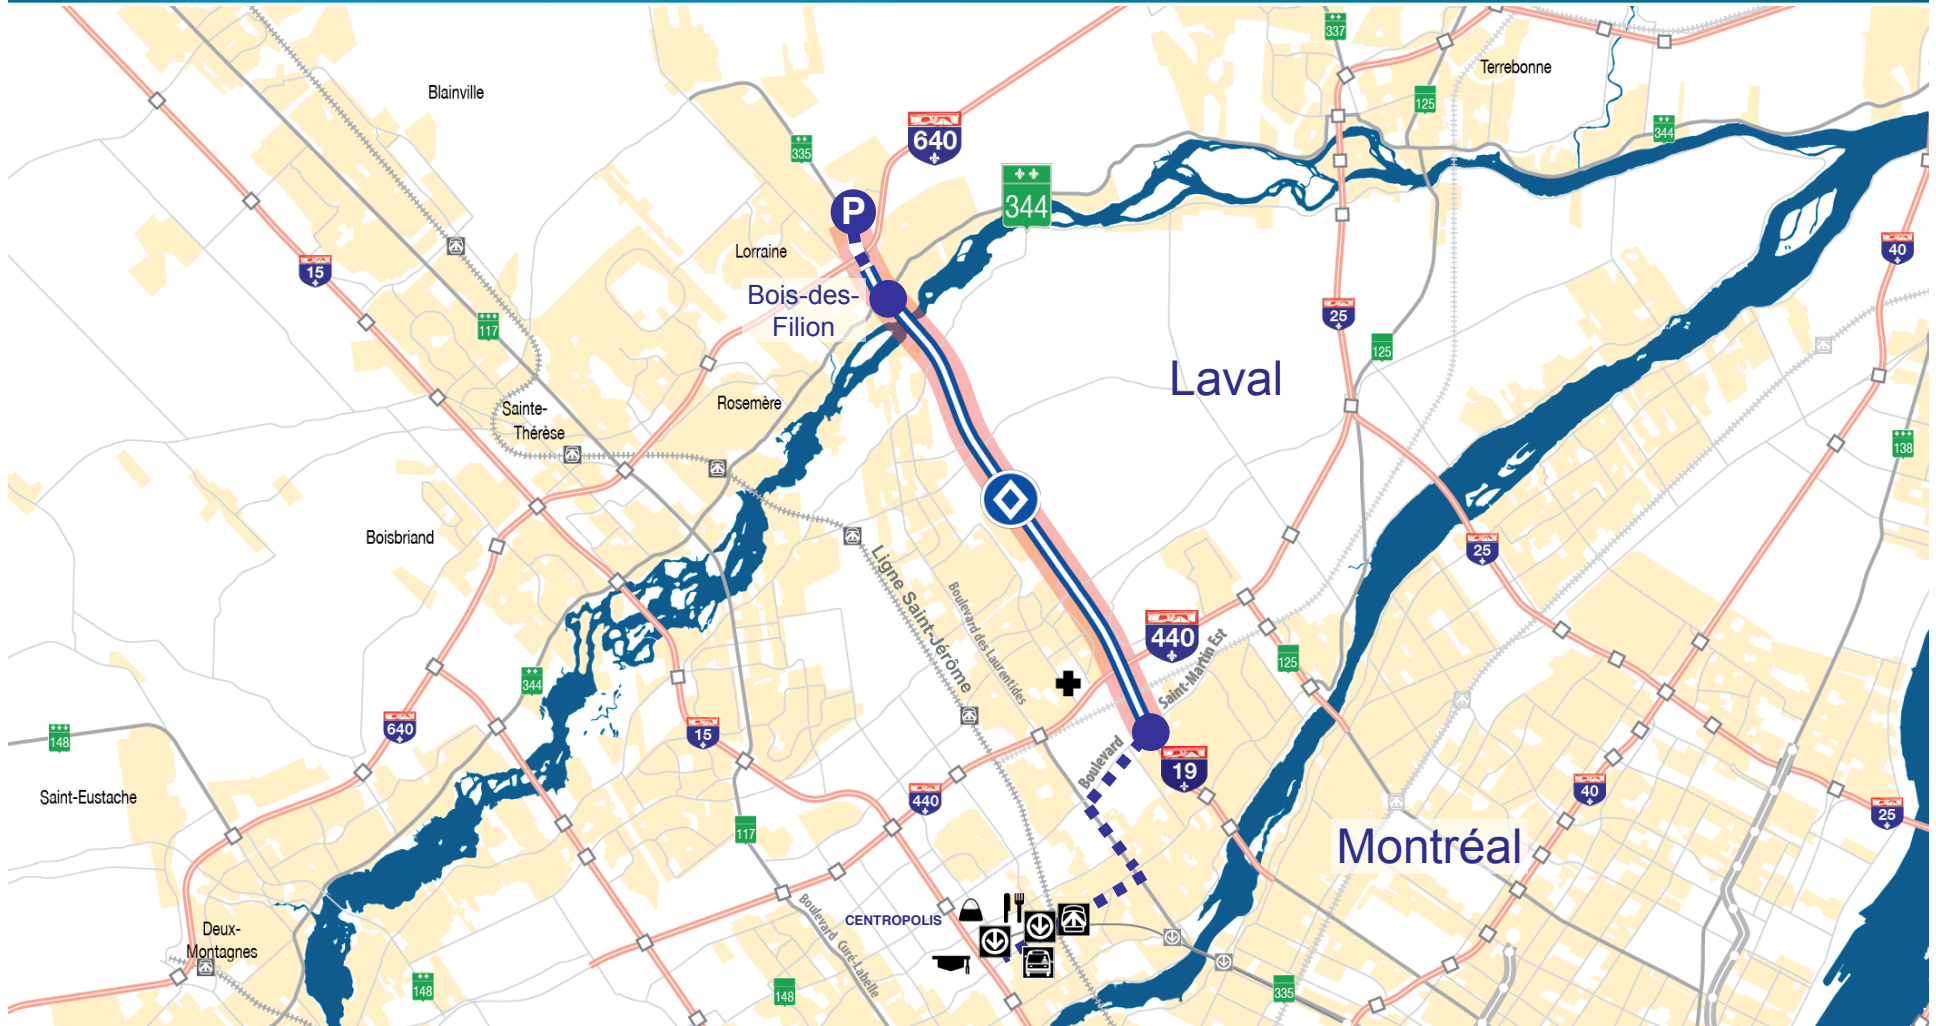 337
Terrebonne
Blainville
125
640
344
335
P
344
Lorraine
40
15
Bois-des-
Filion
25
117
125
Laval
Rosemère
Sainte-
Thérèse
138
Boisbriand
25
Ligne Saint-Jérôme
Boulevard des Laurentides
440
125
Saint-Martin Est
344
640
148
15
Boulevard
19
Saint-Eustache
440
40
25
117
Montréal
CENTROPOLIS
Boulevard Curé-Labelle
Deux-
Montagnes
148
148
335